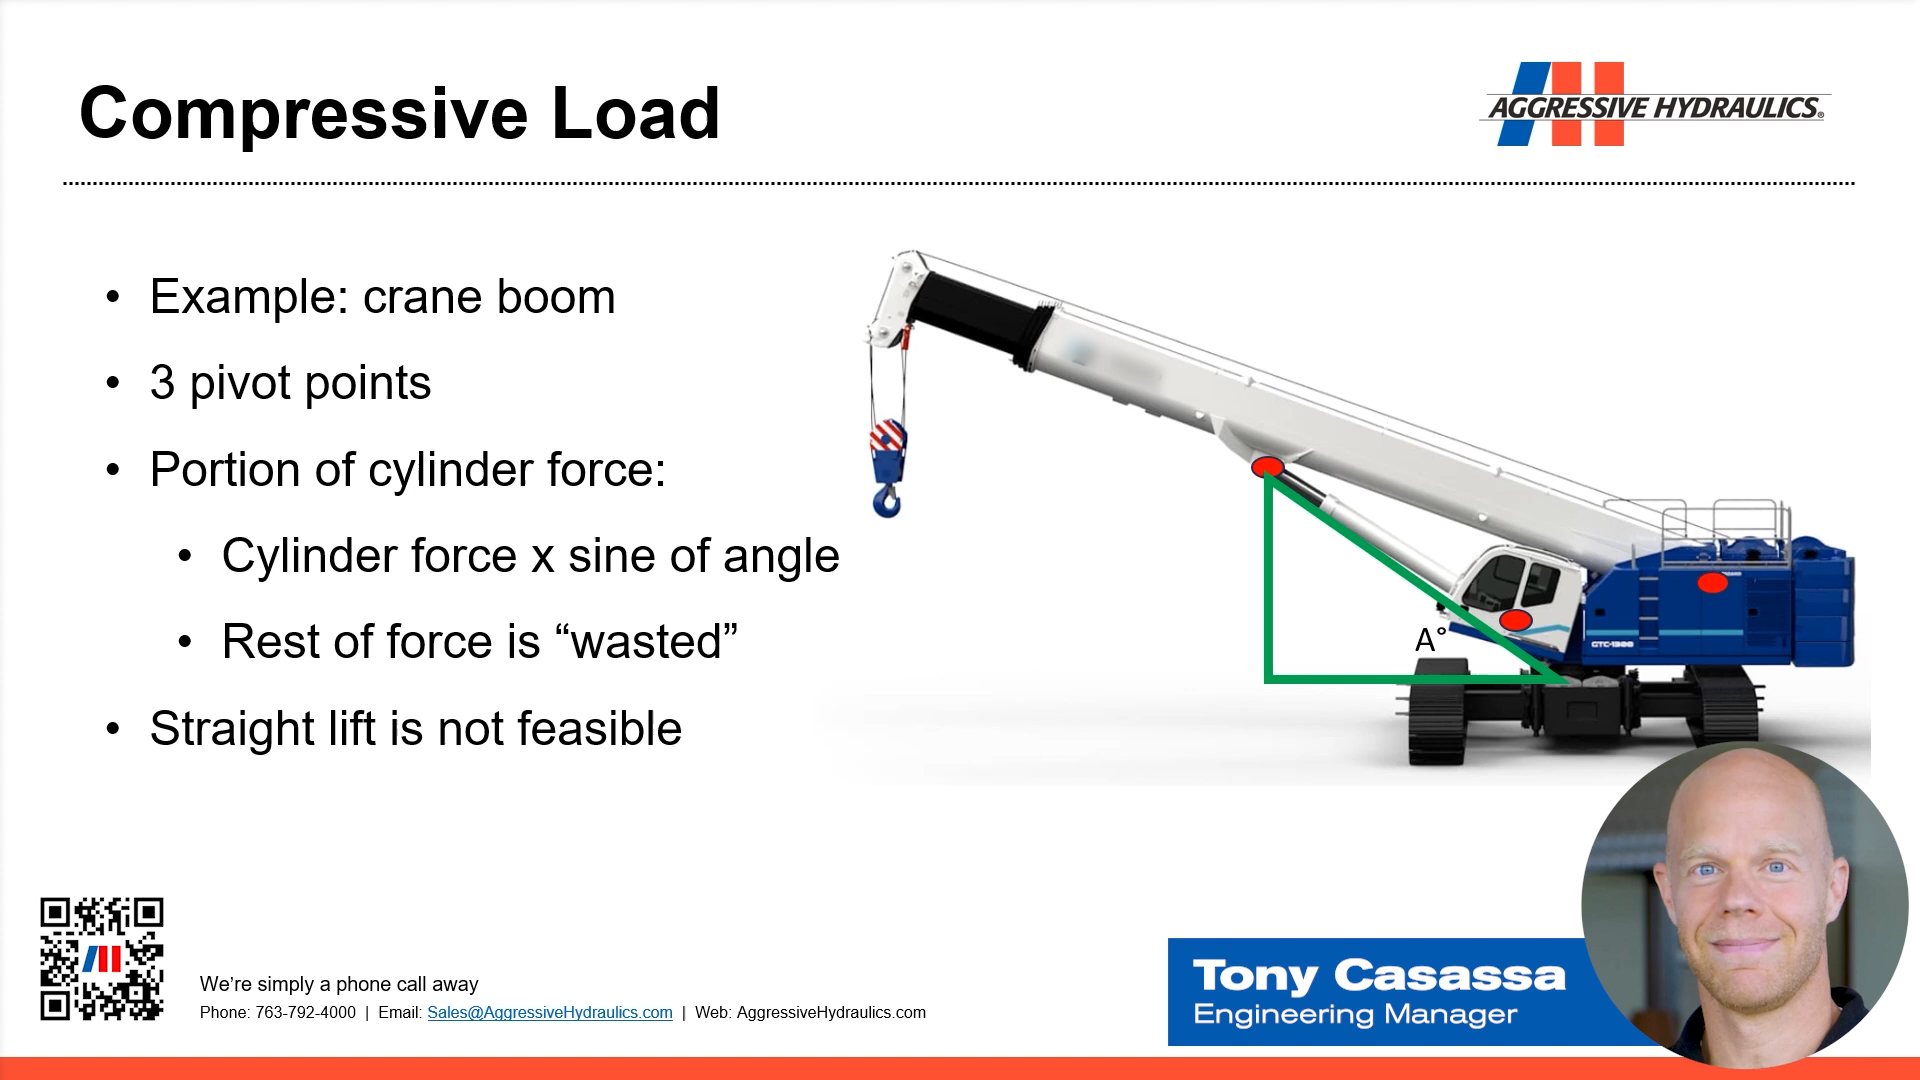 Compressive Load
AGGRESSIVE HYDRAULICS®
• Example: crane boom
• 3 pivot points
• Portion of cylinder force:
• Cylinder force x sine of angle
• Rest of force is “wasted”
• Straight lift is not feasible
A°
GTC-1300
We’re simply a phone call away
Phone: 763-792-4000 | Email: Sales@AggressiveHydraulics.com | Web: AggressiveHydraulics.com
Tony Casassa
Engineering Manager